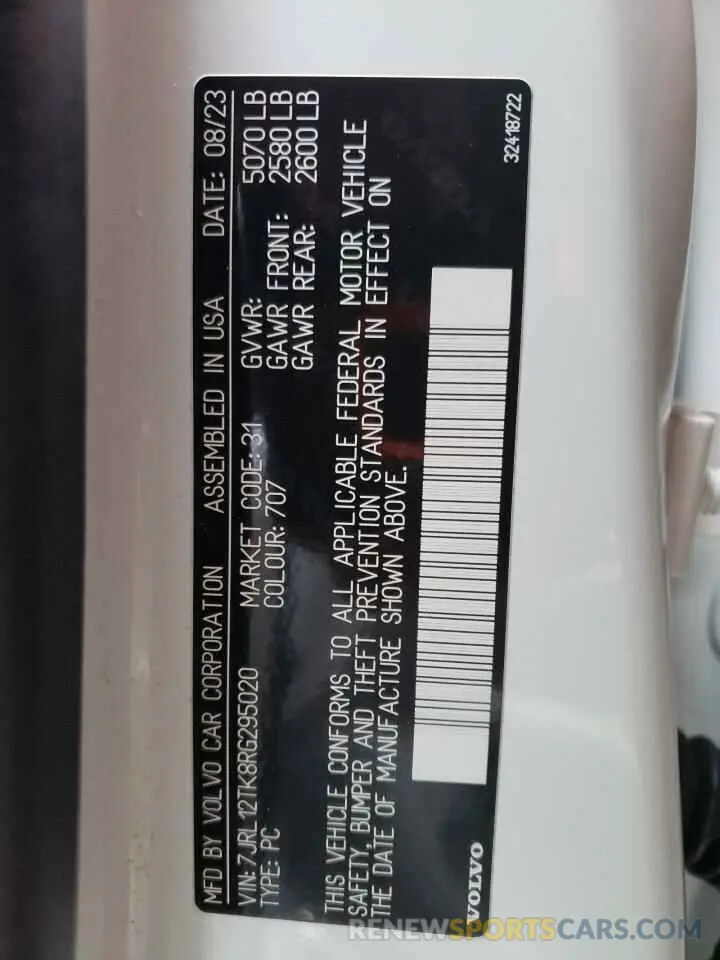 MFD BY VOLVO CAR CORPORATION ASSEMBLED IN USA DATE: 08/23
VIN: 7JRL12TK8RG295020 MARKET CODE: 31 GVWR: 5070 LB
TYPE: PC COLOUR: 707 GAWR FRONT: 2580 LB
GAWR REAR: 2600 LB
THIS VEHICLE CONFORMS TO ALL APPLICABLE FEDERAL MOTOR VEHICLE
SAFETY, BUMPER AND THEFT PREVENTION STANDARDS IN EFFECT ON
THE DATE OF MANUFACTURE SHOWN ABOVE.
VOLVO 32418722
RENEWSPORTSCARS.COM